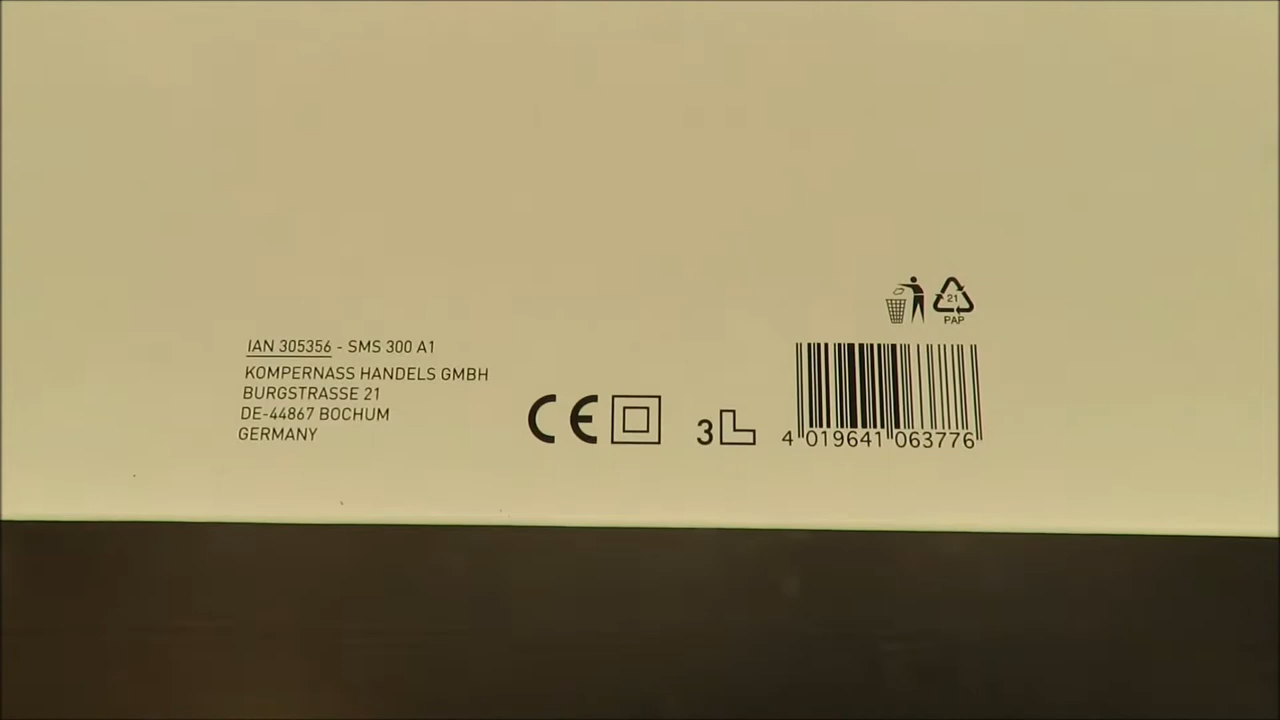 IAN 305356 - SMS 300 A1
KOMPERNASS HANDELS GMBH
BURGSTRASSE 21
DE-44867 BOCHUM
GERMANY
CE
3
21
PAP
4 019641 063776